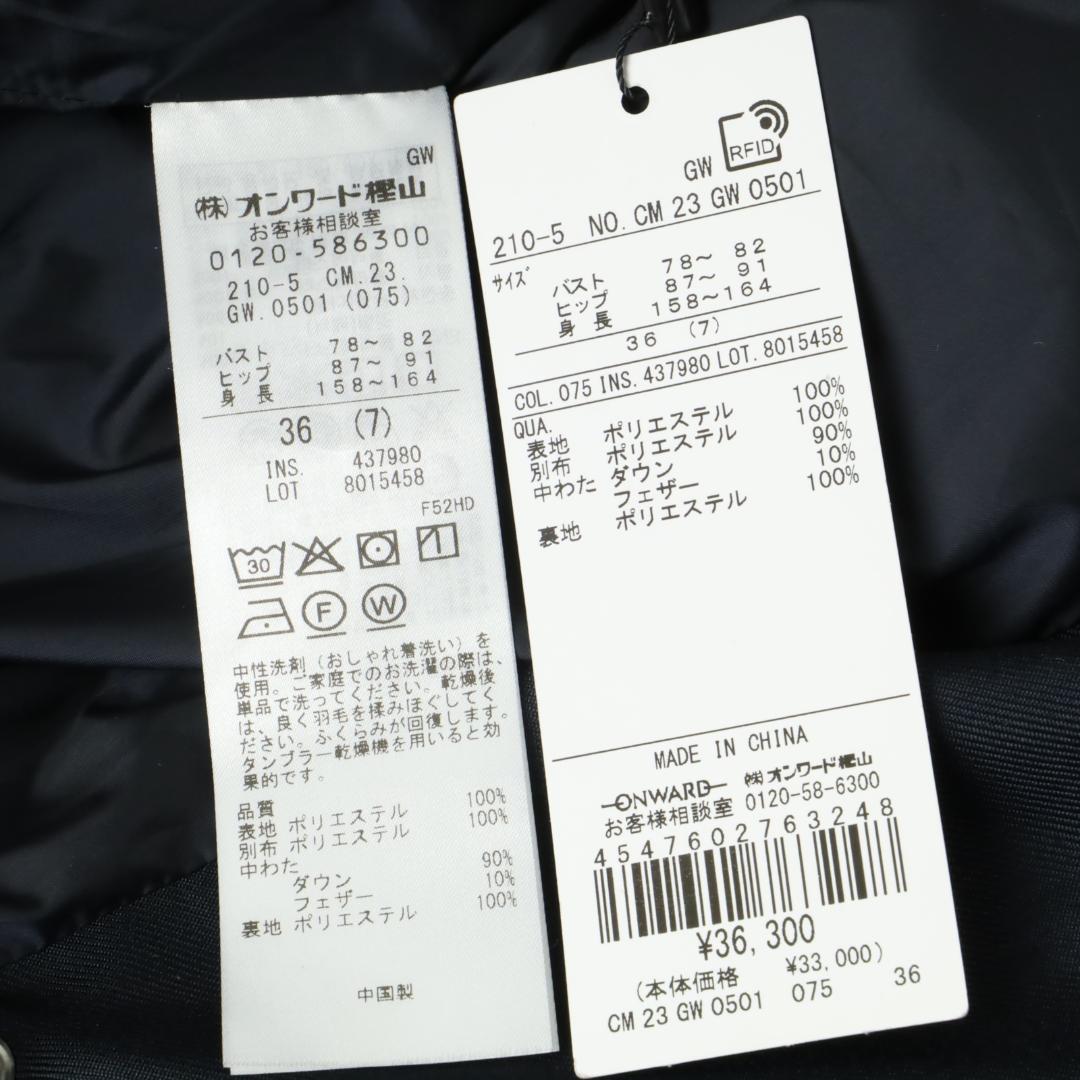 GW
㈱ オンワード樫山
お客様相談室
0120-586300
210-5 CM.23.
GW.0501(075)
バスト 78～ 82
ヒップ 87～ 91
身 長 158～164
36 (7)
INS. 437980
LOT 8015458
F52HD
30
1
F W
中性洗剤(おしゃれ着洗い)を
使用。ご家庭でのお洗濯の際は、
単品で洗ってください。乾燥後
は、良く羽毛を揉みほぐしてく
ださい。ふくらみが回復します。
タンブラー乾燥機を用いると効
果的です。
品質
表地 ポリエステル 100%
別布 ポリエステル 100%
中わた
ダウン 90%
フェザー 10%
裏地 ポリエステル 100%
中国製
RFID
GW
210-5 NO. CM 23 GW 0501
サイズ バスト 78～ 82
ヒップ 87～ 91
身 長 158～164
36 (7)
COL. 075 INS. 437980 LOT. 8015458
QUA.
表地 ポリエステル 100%
別布 ポリエステル 100%
中わた ダウン 90%
フェザー 10%
裏地 ポリエステル 100%
MADE IN CHINA
ONWARD ㈱オンワード樫山
お客様相談室 0120-58-6300
4547602763248
¥36,300
(本体価格 ¥33,000)
CM 23 GW 0501 075 36